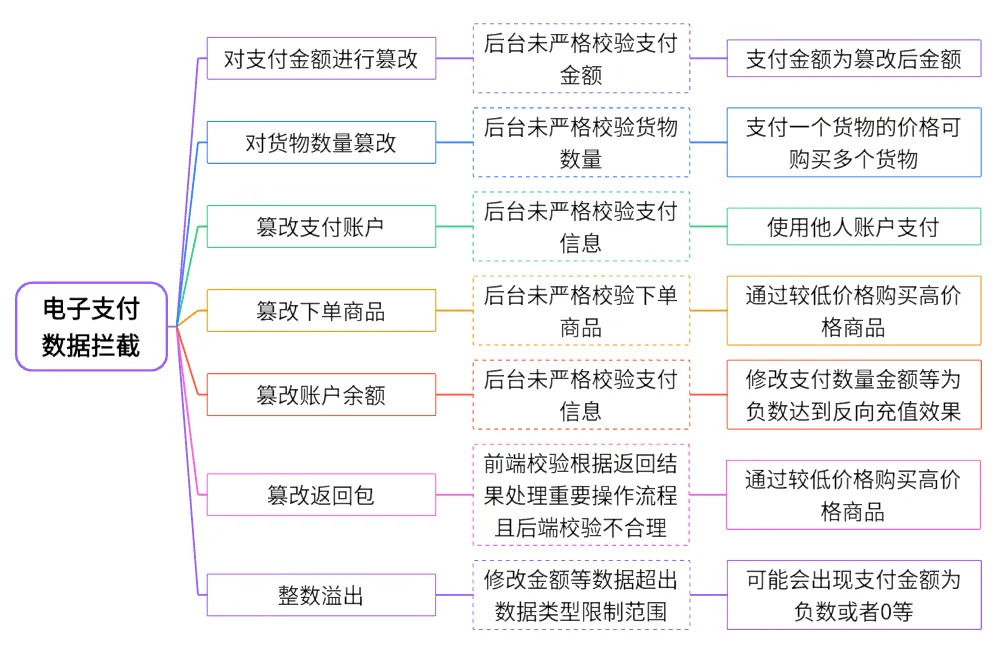 电子支付
数据拦截
对支付金额进行篡改
后台未严格校验支付
金额
支付金额为篡改后金额
对货物数量篡改
后台未严格校验货物
数量
支付一个货物的价格可
购买多个货物
篡改支付账户
后台未严格校验支付
信息
使用他人账户支付
篡改下单商品
后台未严格校验下单
商品
通过较低价格购买高价
格商品
篡改账户余额
后台未严格校验支付
信息
修改支付数量金额等为
负数达到反向充值效果
篡改返回包
前端校验根据返回结
果处理重要操作流程
且后端校验不合理
通过较低价格购买高价
格商品
整数溢出
修改金额等数据超出
数据类型限制范围
可能会出现支付金额为
负数或者0等